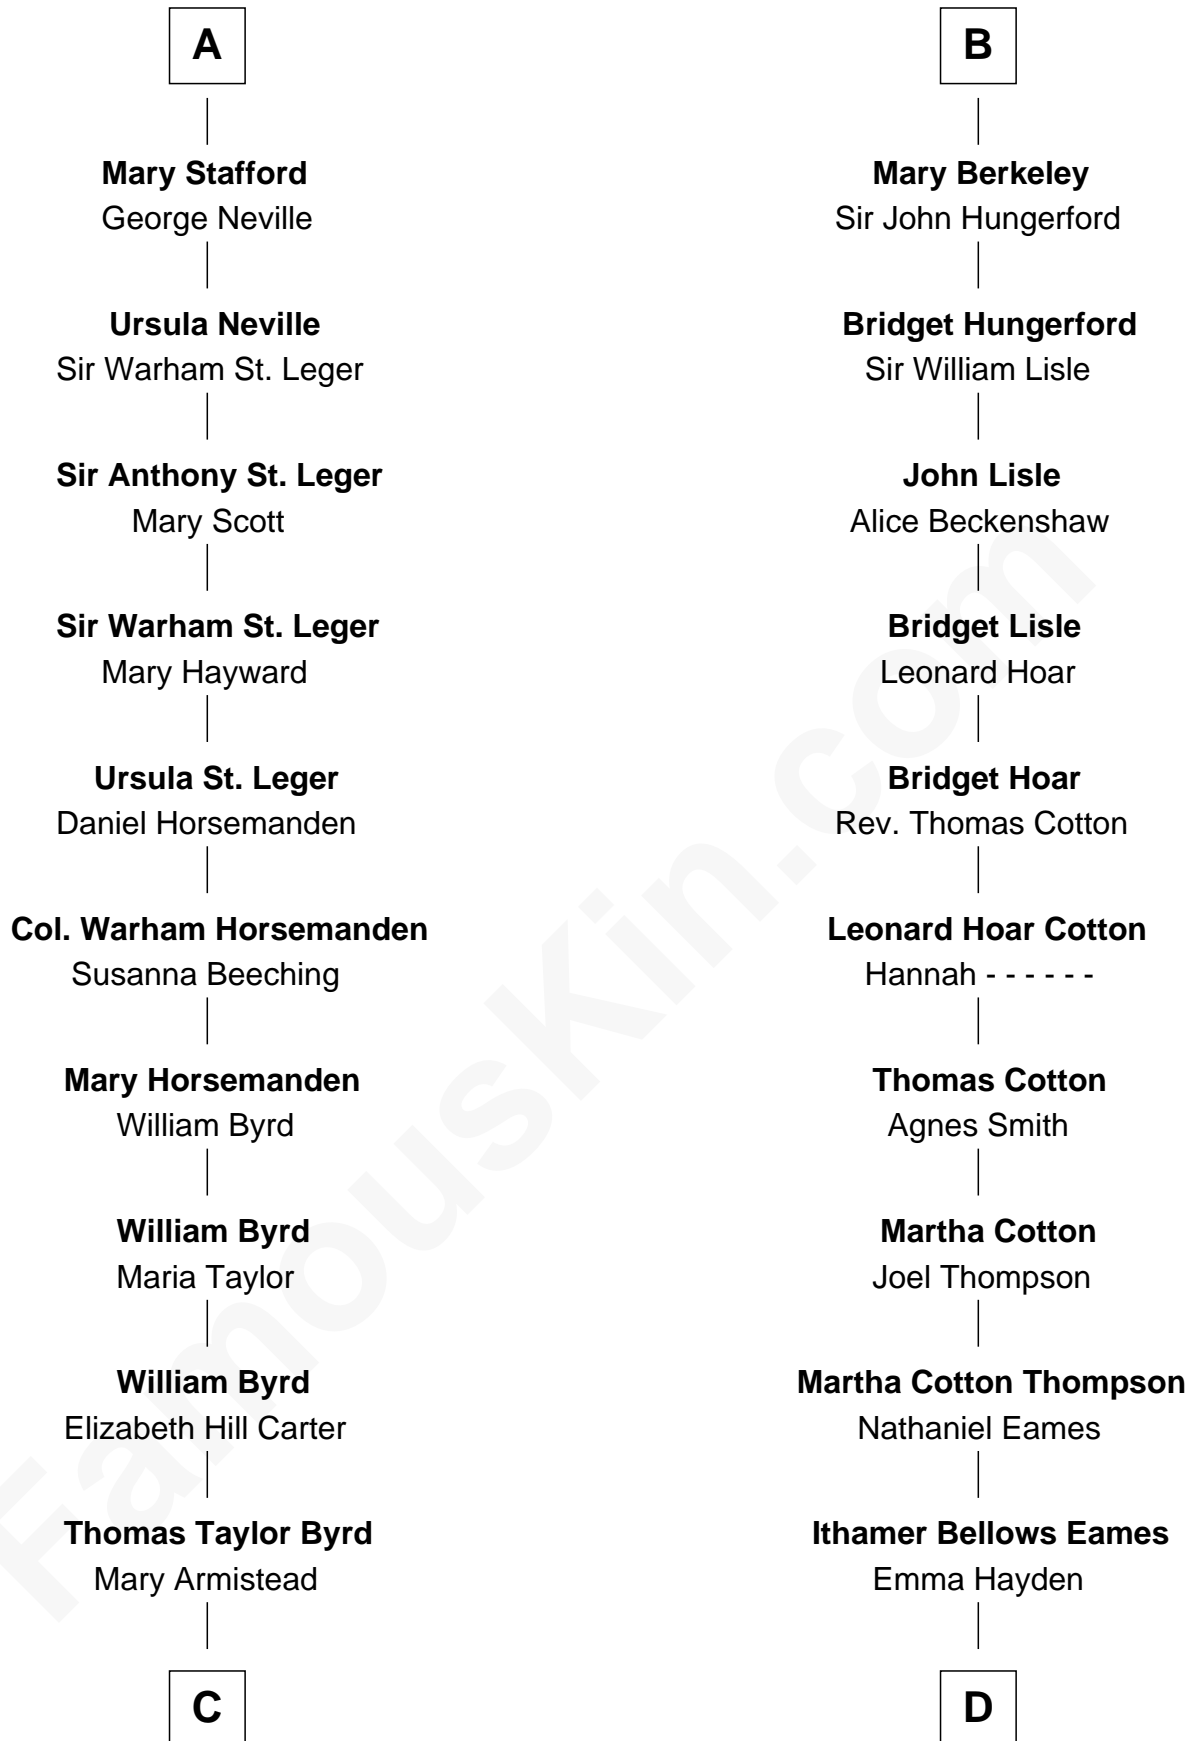 A
Mary Stafford
George Neville
Ursula Neville
Sir Warham St. Leger
Sir Anthony St. Leger
Mary Scott
Sir Warham St. Leger
Mary Hayward
Ursula St. Leger
Daniel Horsemanden
Col. Warham Horsemanden
Susanna Beeching
Mary Horsemanden
William Byrd
William Byrd
Maria Taylor
William Byrd
Elizabeth Hill Carter
Thomas Taylor Byrd
Mary Armistead
C
B
Mary Berkeley
Sir John Hungerford
Bridget Hungerford
Sir William Lisle
John Lisle
Alice Beckenshaw
Bridget Lisle
Leonard Hoar
Bridget Hoar
Rev. Thomas Cotton
Leonard Hoar Cotton
Hannah - - - - - -
Thomas Cotton
Agnes Smith
Martha Cotton
Joel Thompson
Martha Cotton Thompson
Nathaniel Eames
Ithamer Bellows Eames
Emma Hayden
D
FamousKin.com